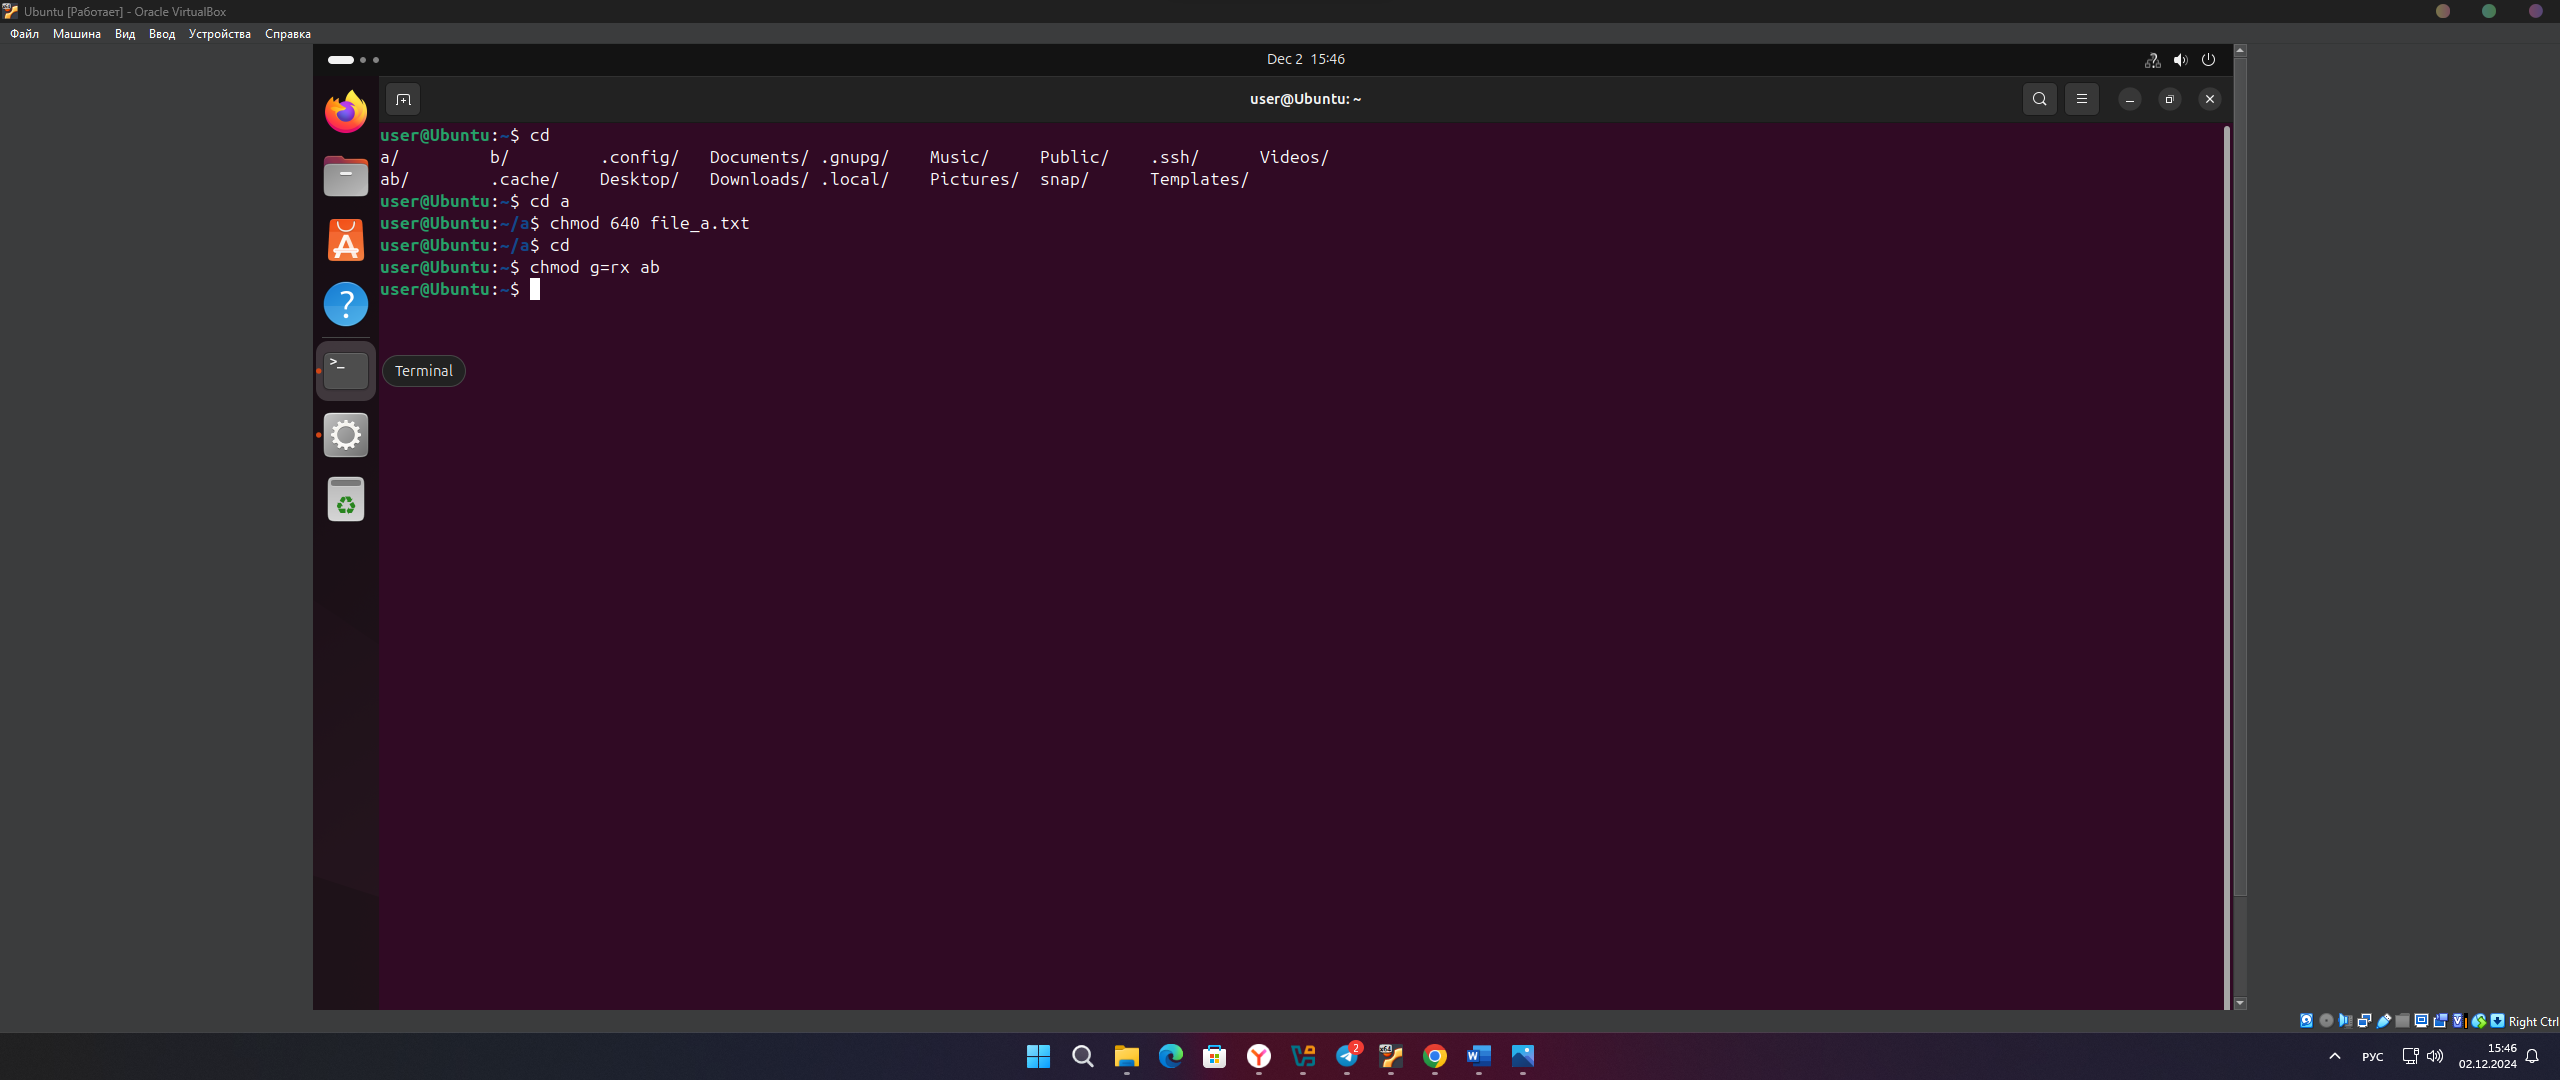 Ubuntu [Работает] - Oracle VirtualBox
Файл Машина Вид Ввод Устройства Справка
Dec 2 15:46
user@Ubuntu: ~
user@Ubuntu:~$ cd
a/ b/ .config/ Documents/ .gnupg/ Music/ Public/ .ssh/ Videos/
ab/ .cache/ Desktop/ Downloads/ .local/ Pictures/ snap/ Templates/
user@Ubuntu:~$ cd a
user@Ubuntu:~/a$ chmod 640 file_a.txt
user@Ubuntu:~/a$ cd
user@Ubuntu:~$ chmod g=rx ab
user@Ubuntu:~$
Terminal
Right Ctrl
2
РУС
15:46
02.12.2024